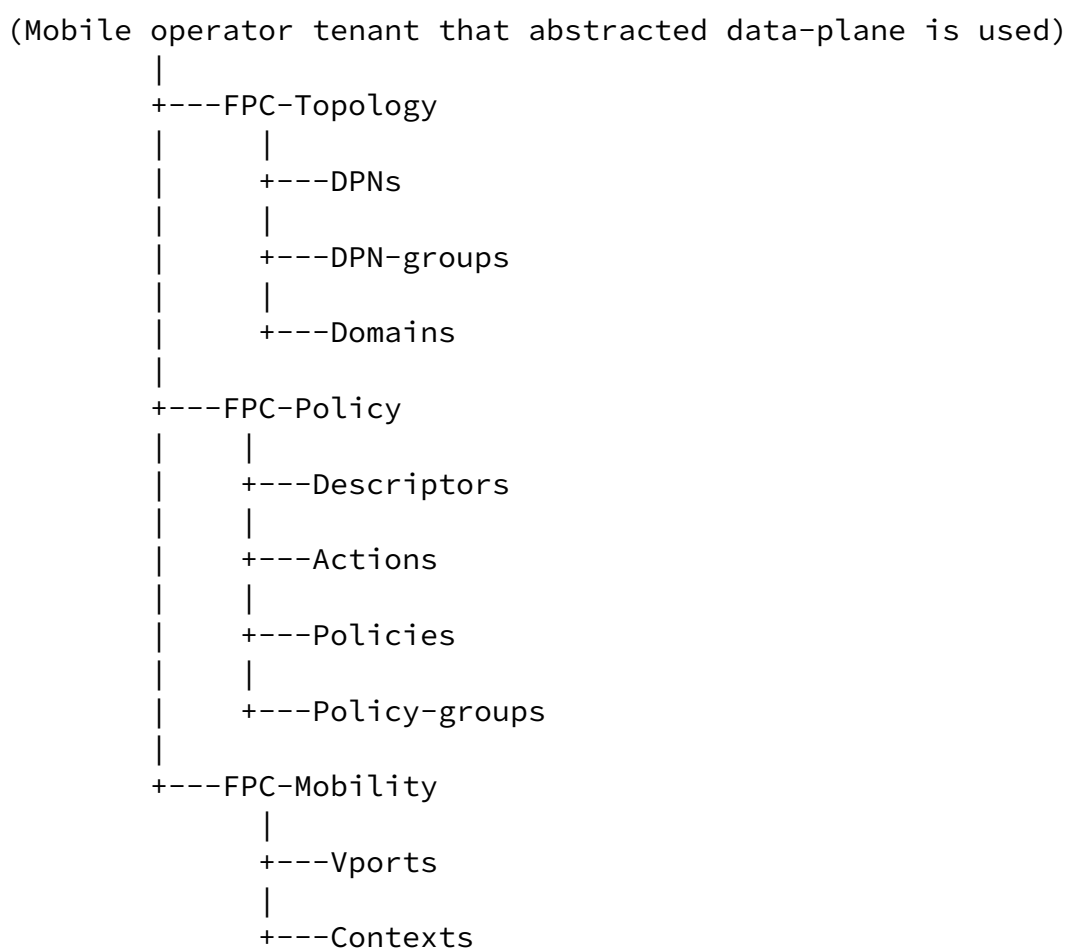 (Mobile operator tenant that abstracted data-plane is used)
         |
         +---FPC-Topology
         |      |
         |      +---DPNs
         |      |
         |      +---DPN-groups
         |      |
         |      +---Domains
         |
         +---FPC-Policy
         |     |
         |     +---Descriptors
         |     |
         |     +---Actions
         |     |
         |     +---Policies
         |     |
         |     +---Policy-groups
         |
         +---FPC-Mobility
                |
                +---Vports
                |
                +---Contexts